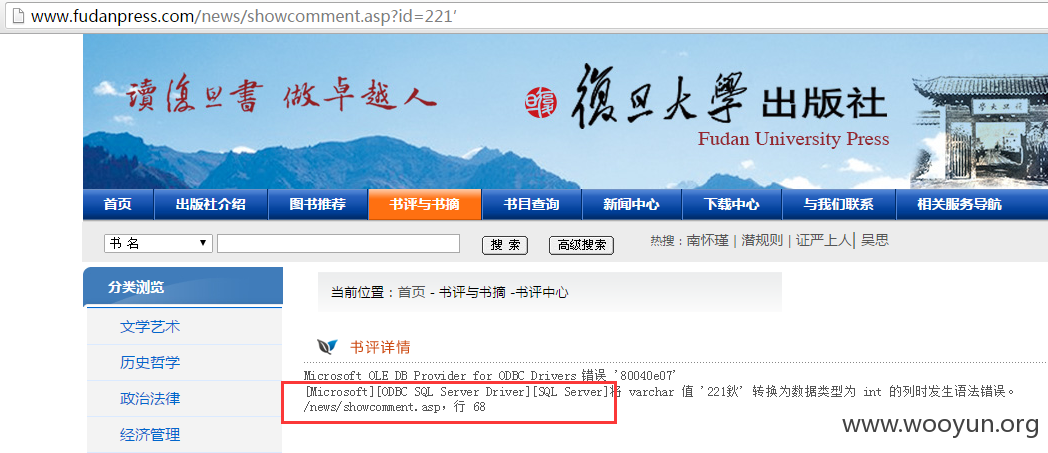 www.fudanpress.com/news/showcomment.asp?id=221′
讀復旦書 做卓越人
復旦大學 出版社
Fudan University Press
首页 出版社介绍 图书推荐 书评与书摘 书目查询 新闻中心 下载中心 与我们联系 相关服务导航
书 名 ▼ 搜 索 高级搜索 热搜：南怀瑾 | 潜规则 | 证严上人| 吴思
分类浏览
当前位置：首页 - 书评与书摘 -书评中心
文学艺术
历史哲学
政治法律
经济管理
书评详情
Microsoft OLE DB Provider for ODBC Drivers 错误 '80040e07'
[Microsoft][ODBC SQL Server Driver][SQL Server]将 varchar 值 '221鈥' 转换为数据类型为 int 的列时发生语法错误。
/news/showcomment.asp，行 68
www.wooyun.org